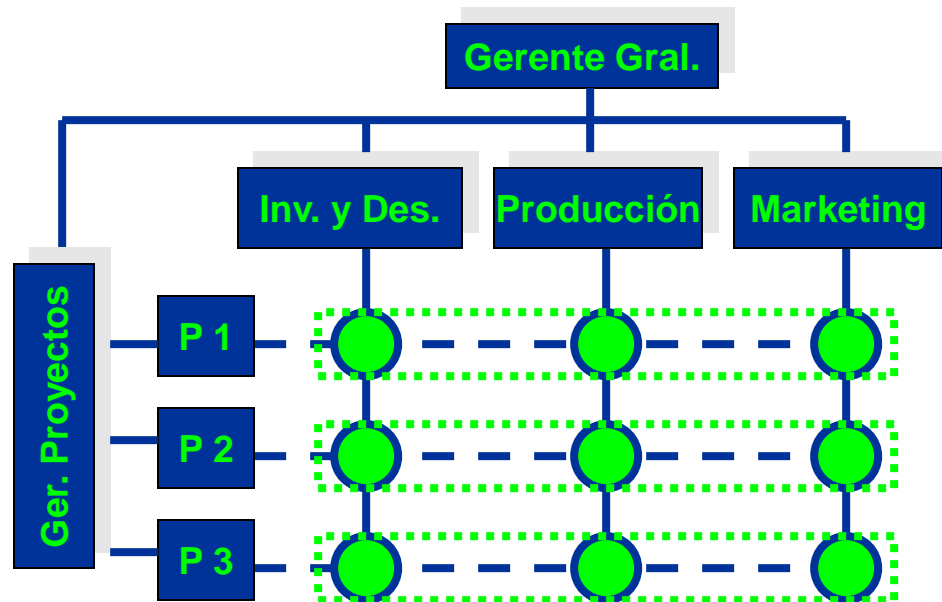 Gerente Gral.
Inv. y Des.
Producción
Marketing
Ger. Proyectos
P 1
P 2
P 3